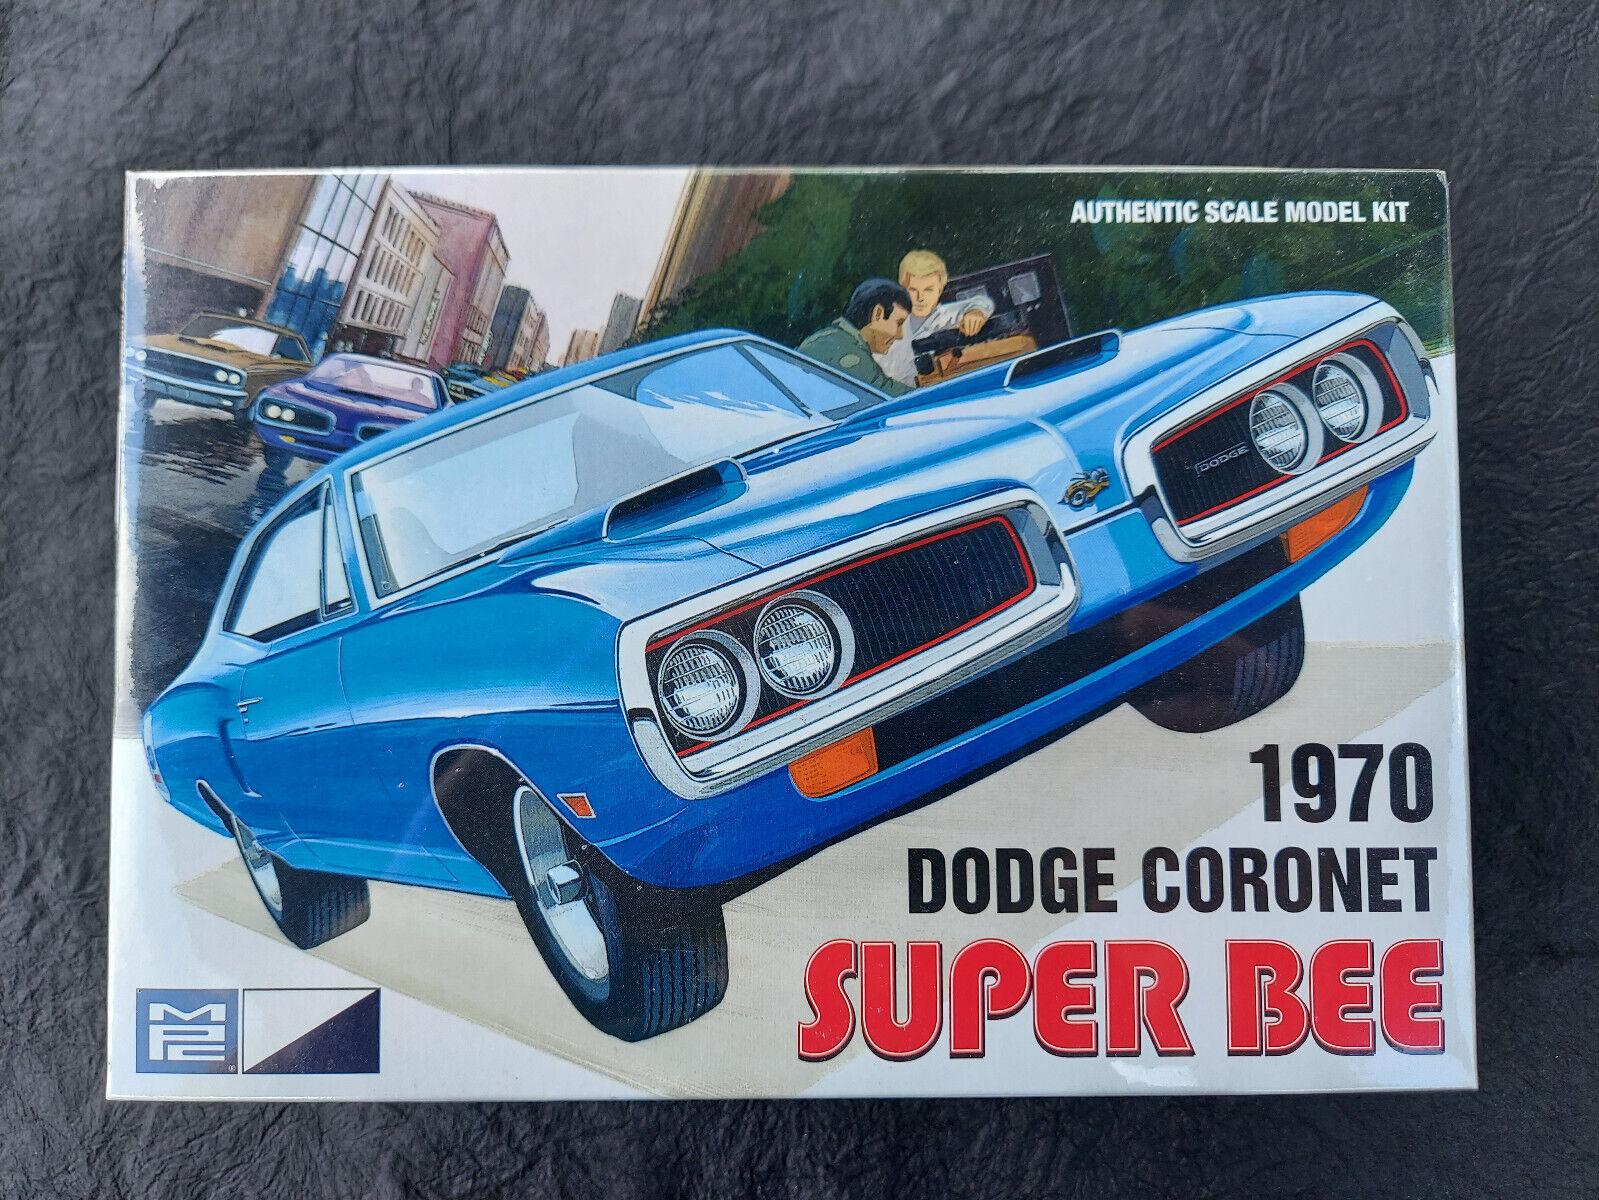 AUTHENTIC SCALE MODEL KIT
DODGE
1970
DODGE CORONET
SUPER BEE
MPC